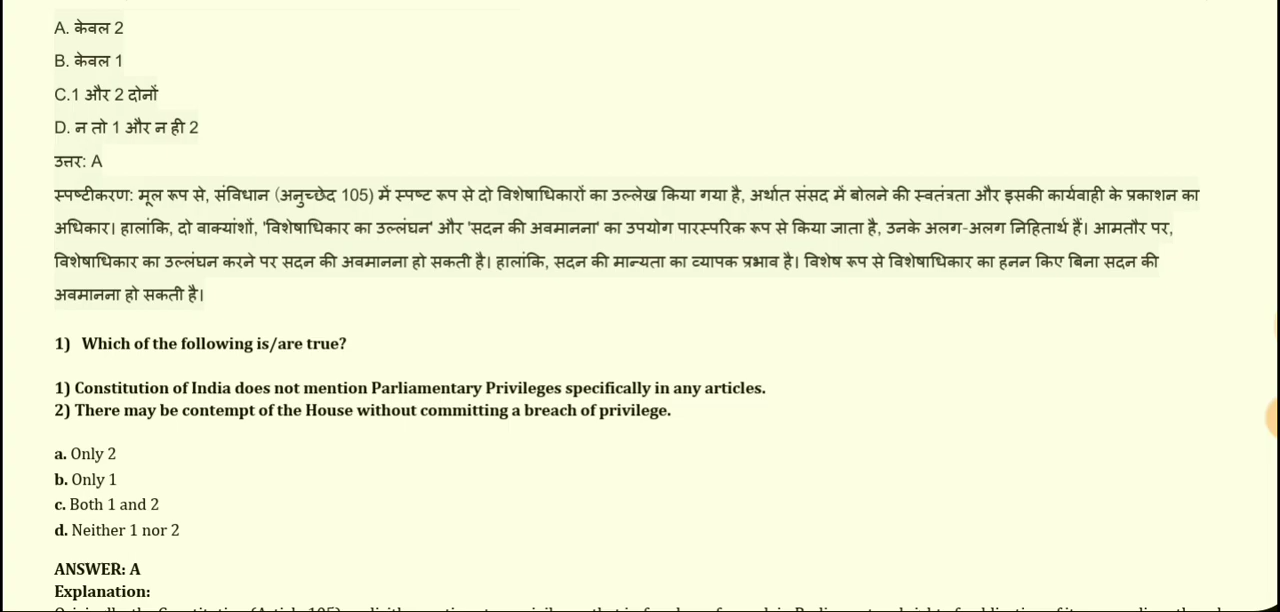 A. केवल 2
B. केवल 1
C.1 और 2 दोनों
D. न तो 1 और न ही 2
उत्तर: A
स्पष्टीकरण: मूल रूप से, संविधान (अनुच्छेद 105) में स्पष्ट रूप से दो विशेषाधिकारों का उल्लेख किया गया है, अर्थात संसद में बोलने की स्वतंत्रता और इसकी कार्यवाही के प्रकाशन का
अधिकार। हालांकि, दो वाक्यांशों, 'विशेषाधिकार का उल्लंघन' और 'सदन की अवमानना' का उपयोग पारस्परिक रूप से किया जाता है, उनके अलग-अलग निहितार्थ हैं। आमतौर पर,
विशेषाधिकार का उल्लंघन करने पर सदन की अवमानना हो सकती है। हालांकि, सदन की मान्यता का व्यापक प्रभाव है। विशेष रूप से विशेषाधिकार का हनन किए बिना सदन की
अवमानना हो सकती है।
1) Which of the following is/are true?
1) Constitution of India does not mention Parliamentary Privileges specifically in any articles.
2) There may be contempt of the House without committing a breach of privilege.
a. Only 2
b. Only 1
c. Both 1 and 2
d. Neither 1 nor 2
ANSWER: A
Explanation: